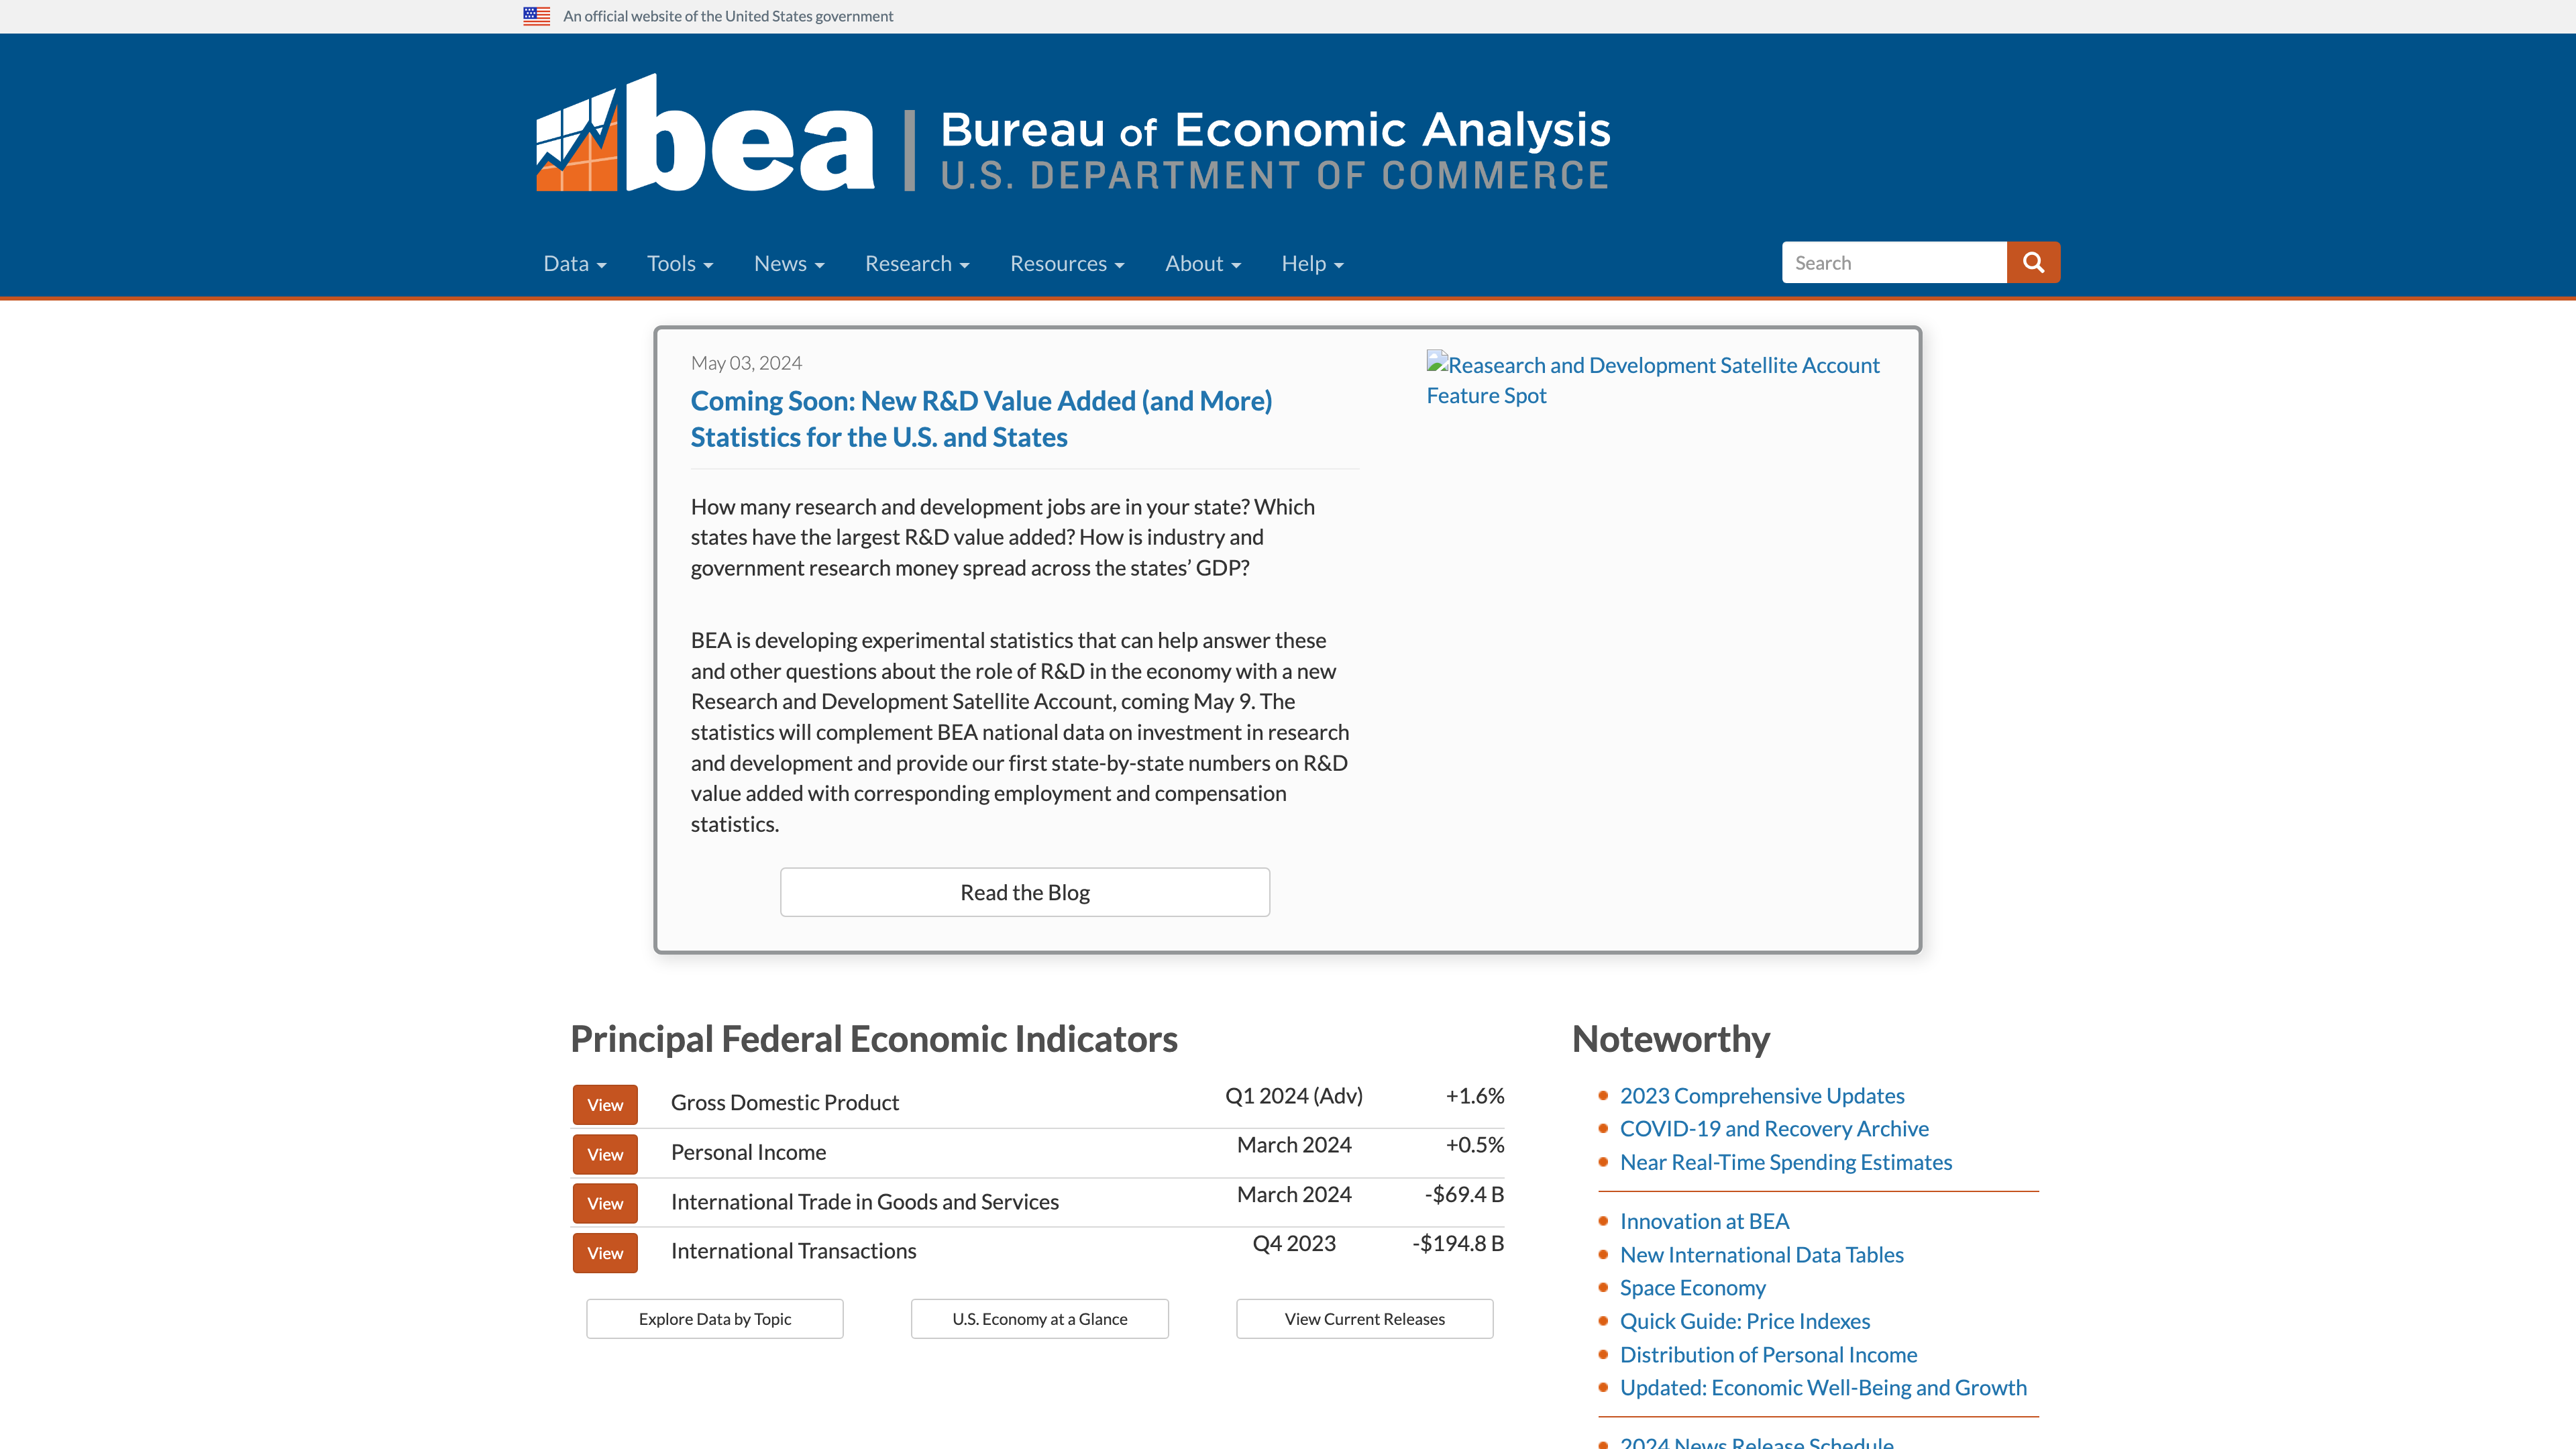 An official website of the United States government
bea | Bureau of Economic Analysis
U.S. DEPARTMENT OF COMMERCE
Data Tools News Research Resources About Help Search
May 03, 2024
Coming Soon: New R&D Value Added (and More)
Statistics for the U.S. and States
Reasearch and Development Satellite Account
Feature Spot
How many research and development jobs are in your state? Which
states have the largest R&D value added? How is industry and
government research money spread across the states’ GDP?
BEA is developing experimental statistics that can help answer these
and other questions about the role of R&D in the economy with a new
Research and Development Satellite Account, coming May 9. The
statistics will complement BEA national data on investment in research
and development and provide our first state-by-state numbers on R&D
value added with corresponding employment and compensation
statistics.
Read the Blog
Principal Federal Economic Indicators
View Gross Domestic Product Q1 2024 (Adv) +1.6%
View Personal Income March 2024 +0.5%
View International Trade in Goods and Services March 2024 -$69.4 B
View International Transactions Q4 2023 -$194.8 B
Explore Data by Topic U.S. Economy at a Glance View Current Releases
Noteworthy
2023 Comprehensive Updates
COVID-19 and Recovery Archive
Near Real-Time Spending Estimates
Innovation at BEA
New International Data Tables
Space Economy
Quick Guide: Price Indexes
Distribution of Personal Income
Updated: Economic Well-Being and Growth
2024 News Release Schedule